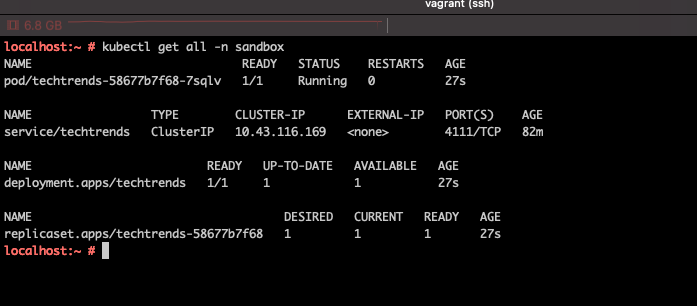 vagrant (ssh)
6.8 GB
localhost:~ # kubectl get all -n sandbox
NAME READY STATUS RESTARTS AGE
pod/techtrends-58677b7f68-7sqlv 1/1 Running 0 27s
NAME TYPE CLUSTER-IP EXTERNAL-IP PORT(S) AGE
service/techtrends ClusterIP 10.43.116.169 <none> 4111/TCP 82m
NAME READY UP-TO-DATE AVAILABLE AGE
deployment.apps/techtrends 1/1 1 1 27s
NAME DESIRED CURRENT READY AGE
replicaset.apps/techtrends-58677b7f68 1 1 1 27s
localhost:~ #